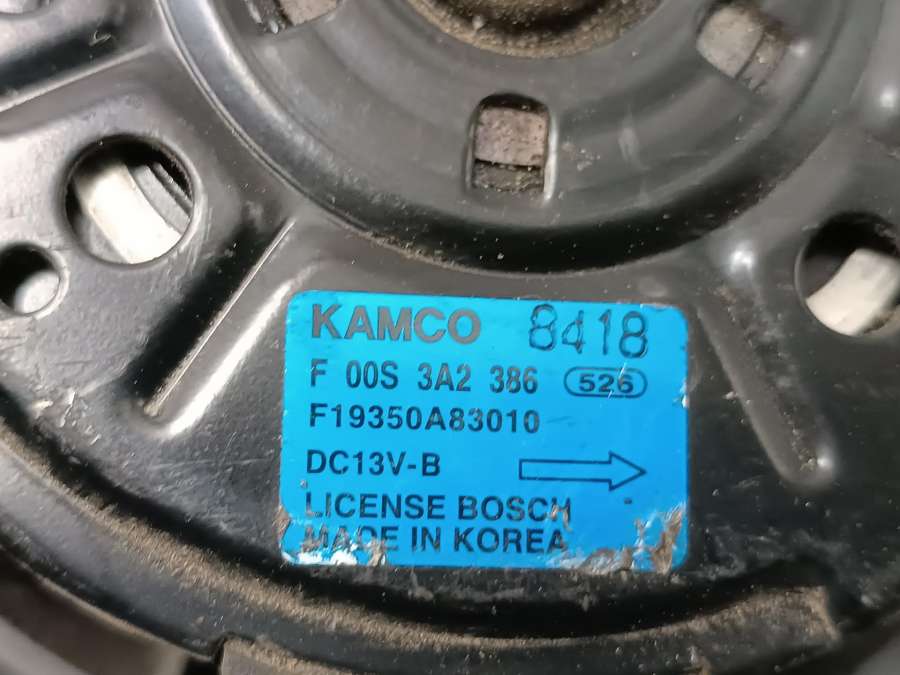 KAMCO 8418
F 00S 3A2 386 526
F19350A83010
DC13V-B
LICENSE BOSCH
MADE IN KOREA